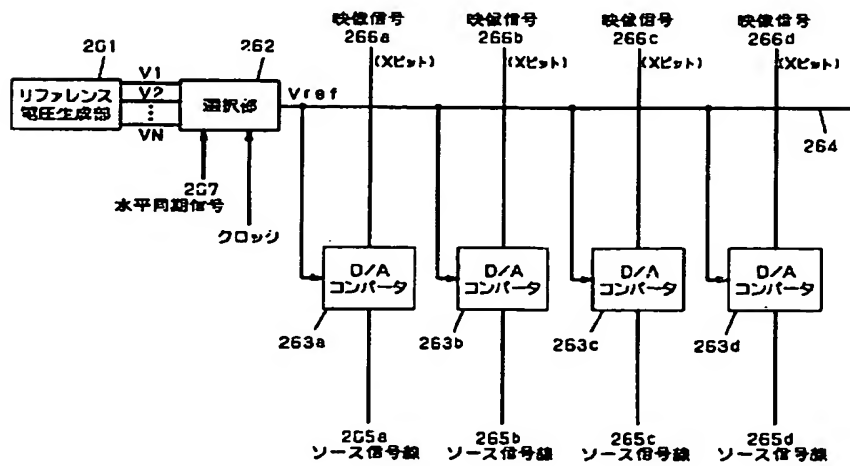 映像信号 映像信号 映像信号 映像信号
266a 266b 266c 266d
(Xビット) (Xビット) (Xビット) (Xビット)
261 262
V1
V2
⋮
VN
リファレンス
電圧生成部
選択部
Vref
264
267
水平同期信号
クロック
D/A
コンバータ
D/A
コンバータ
D/A
コンバータ
D/A
コンバータ
263a 263b 263c 263d
265a 265b 265c 265d
ソース信号線 ソース信号線 ソース信号線 ソース信号線